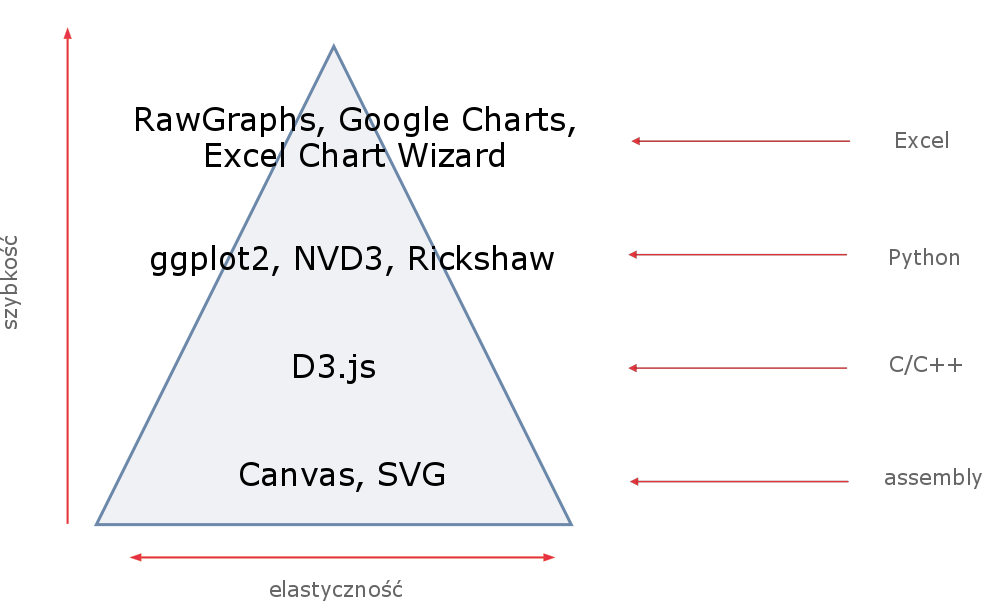 RawGraphs, Google Charts,
Excel Chart Wizard
Excel
szybkość
ggplot2, NVD3, Rickshaw
Python
D3.js
C/C++
Canvas, SVG
assembly
elastyczność